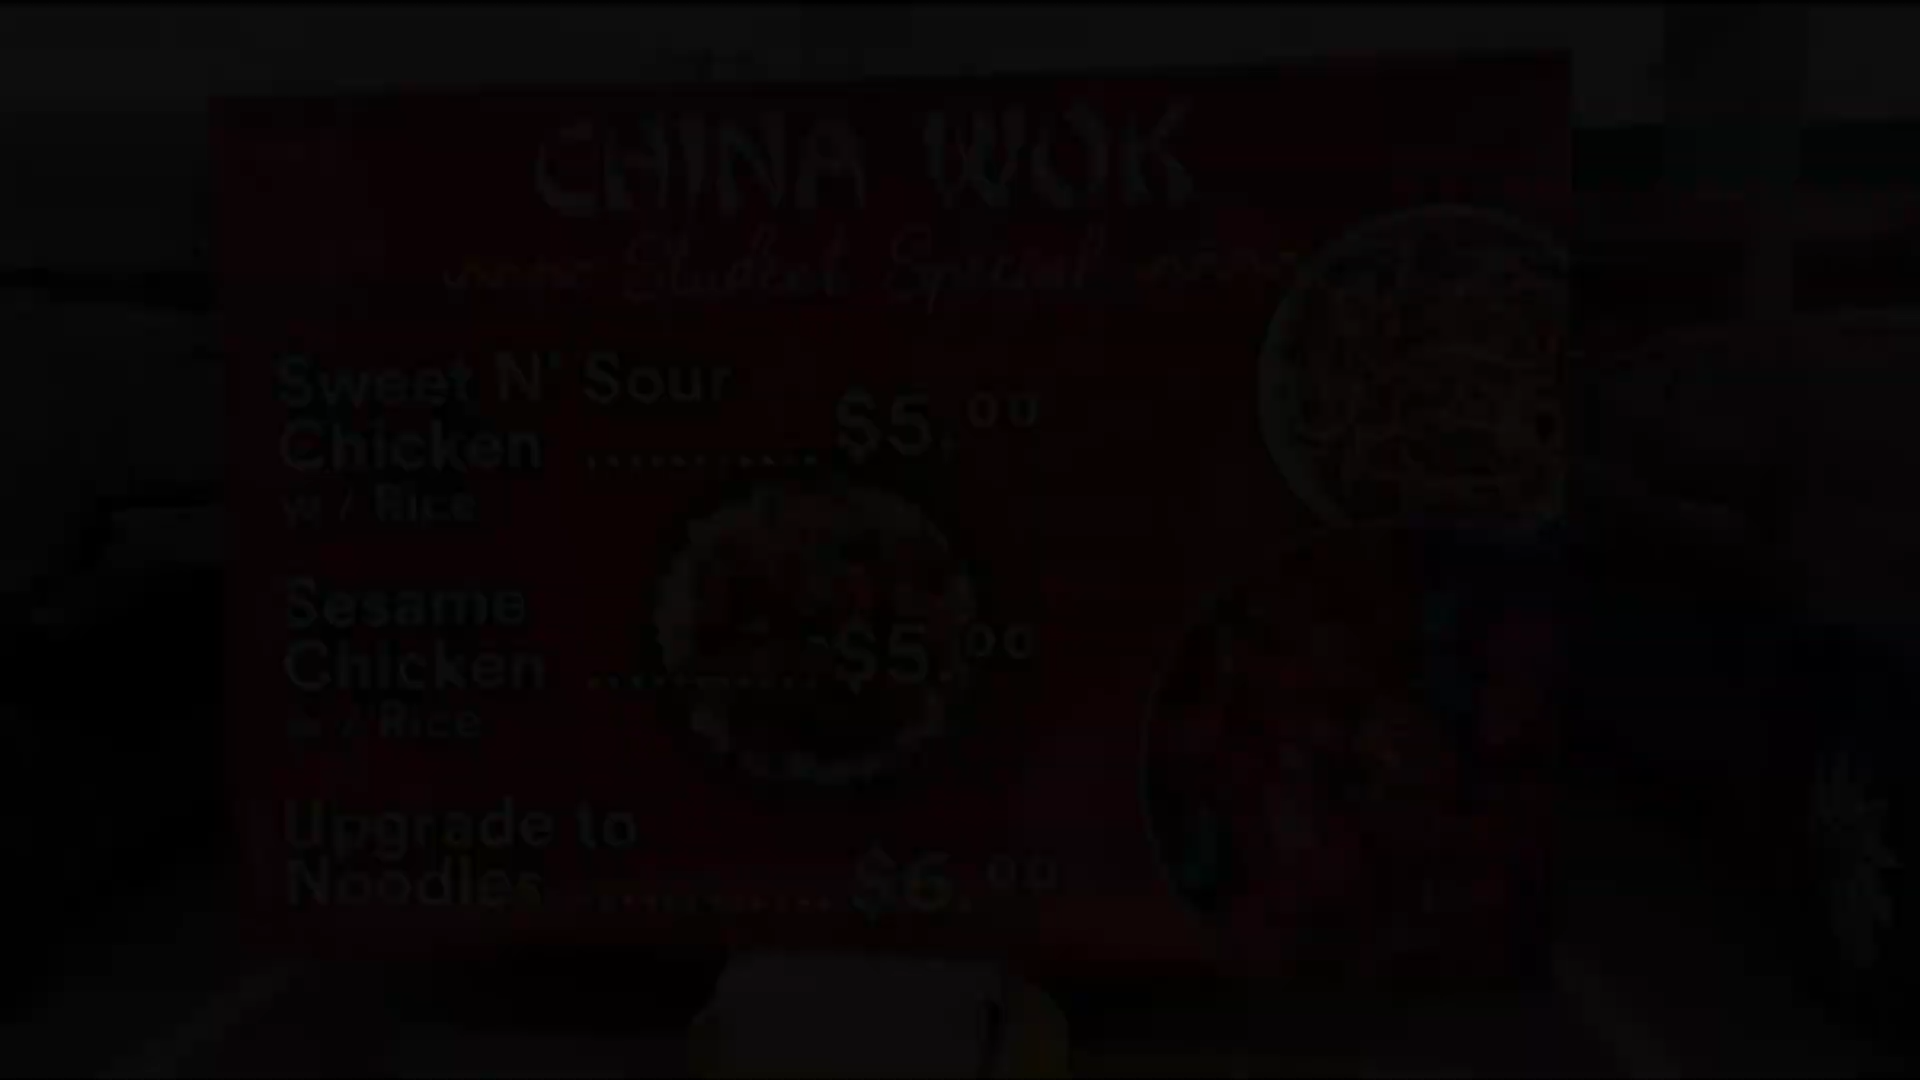 CHINA WOK
Student Special
Sweet N' Sour
Chicken ............ $5.00
w / Rice
Sesame
Chicken ............ $5.00
w / Rice
Upgrade to
Noodles ............ $6.00